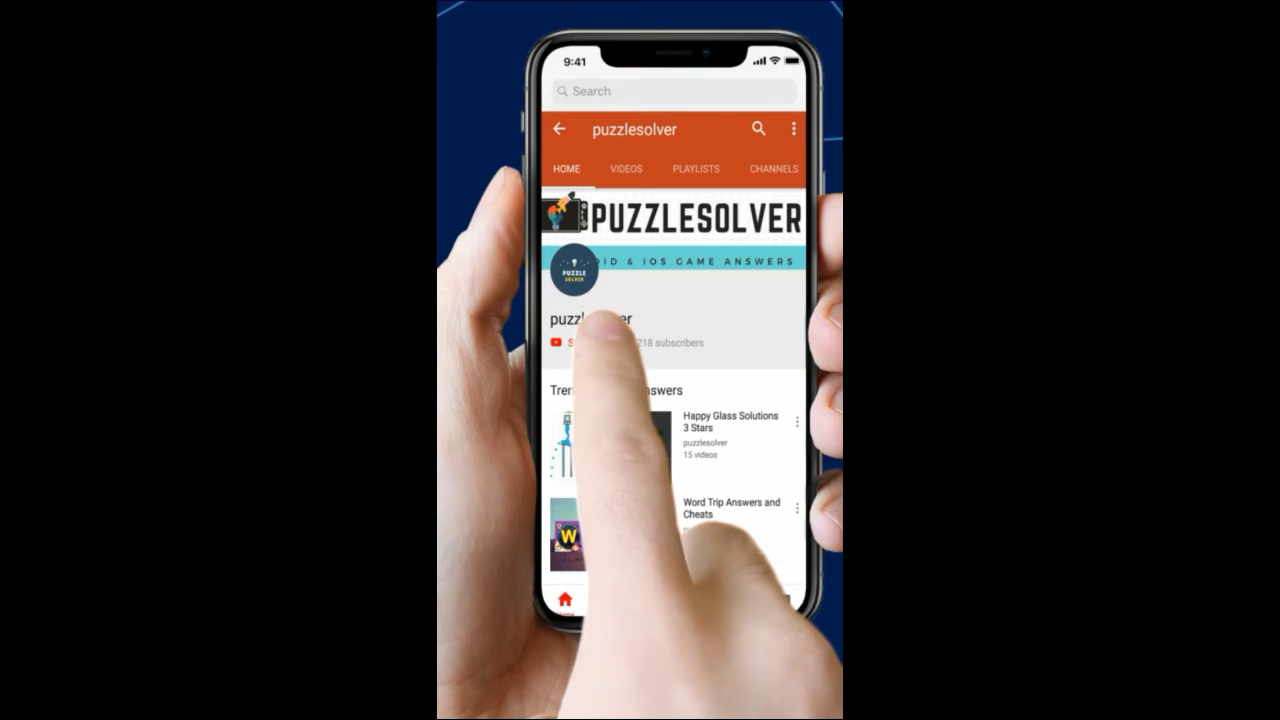 9:41
Search
puzzlesolver
HOME VIDEOS PLAYLISTS CHANNELS
PUZZLESOLVER
ID & IOS GAME ANSWERS
PUZZLE
SOLVER
218 subscribers
Happy Glass Solutions
3 Stars
puzzlesolver
15 videos
Word Trip Answers and
Cheats
W